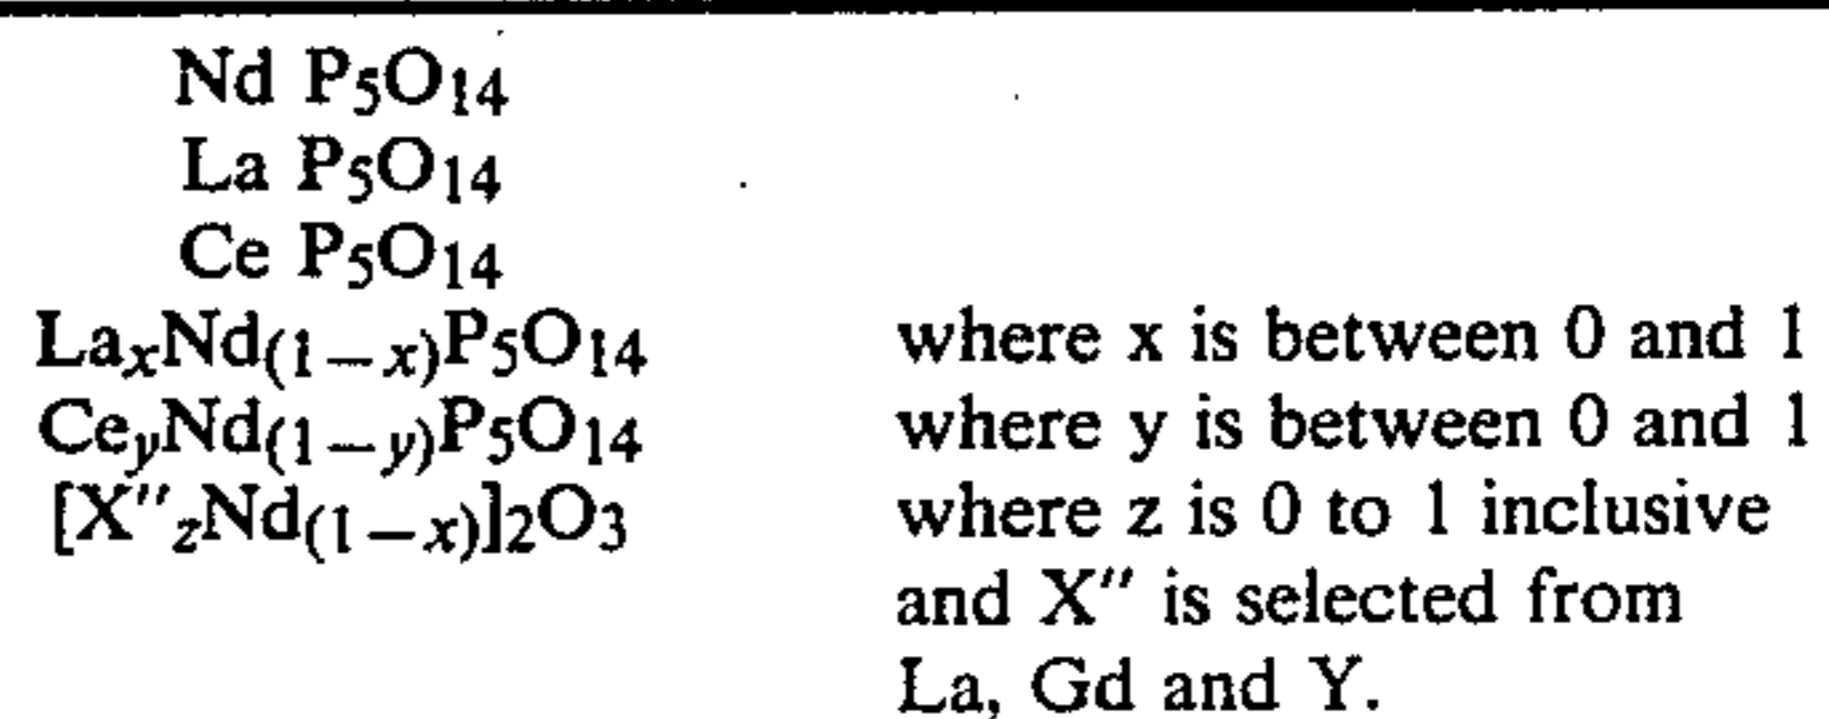 Nd P5O14
La P5O14
Ce P5O14
LaxNd(1−x)P5O14 where x is between 0 and 1
CeyNd(1−y)P5O14 where y is between 0 and 1
[X″zNd(1−x)]2O3 where z is 0 to 1 inclusive
and X″ is selected from
La, Gd and Y.